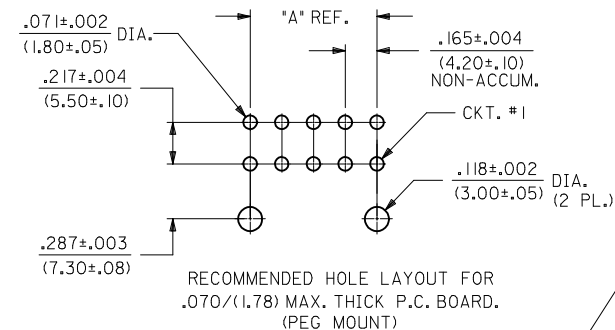 .071±.002 DIA.
(1.80±.05)
"A" REF.
.165±.004
(4.20±.10)
NON-ACCUM.
.217±.004
(5.50±.10)
CKT. #1
.118±.002 DIA.
(3.00±.05) (2 PL.)
.287±.003
(7.30±.08)
RECOMMENDED HOLE LAYOUT FOR
.070/(1.78) MAX. THICK P.C. BOARD.
(PEG MOUNT)